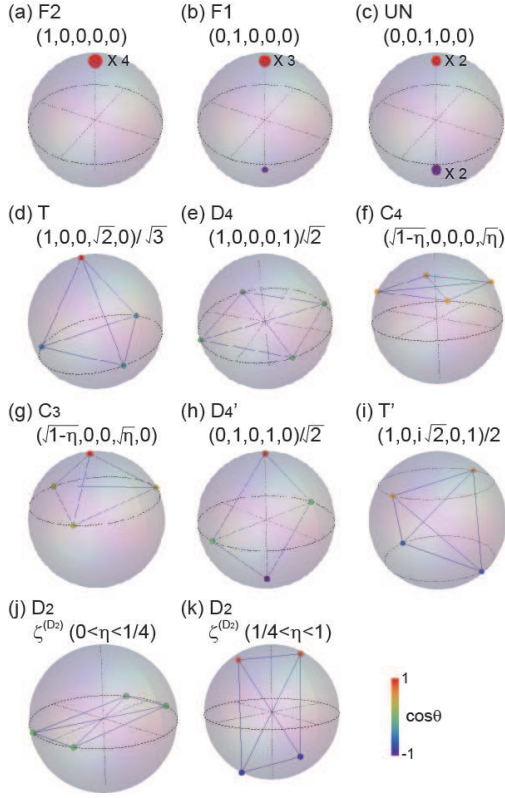 (a) F2
(1,0,0,0,0)
X 4
(b) F1
(0,1,0,0,0)
X 3
(c) UN
(0,0,1,0,0)
X 2
X 2
(d) T
(1,0,0,√2,0)/√3
(e) D4
(1,0,0,0,1)/√2
(f) C4
(√1-η,0,0,0,√η)
(g) C3
(√1-η,0,0,√η,0)
(h) D4'
(0,1,0,1,0)/√2
(i) T'
(1,0,i√2,0,1)/2
(j) D2
ζ(D2) (0<η<1/4)
(k) D2
ζ(D2) (1/4<η<1)
1
cosθ
-1